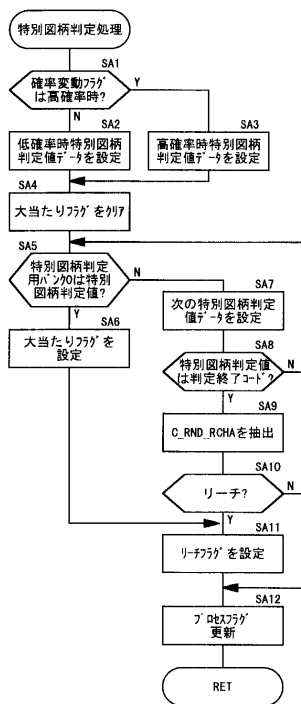 特別図柄判定処理
SA1
確率変動フラグ
は高確率時?
Y
N
SA2
低確率時特別図柄
判定値データを設定
SA3
高確率時特別図柄
判定値データを設定
SA4
大当たりフラグをクリア
SA5
特別図柄判定
用バンク0は特別
図柄判定値?
N
Y
SA6
大当たりフラグを
設定
SA7
次の特別図柄判定
値データを設定
SA8
特別図柄判定値
は判定終了コード?
N
Y
SA9
C_RND_RCHAを抽出
SA10
リーチ?
N
Y
SA11
リーチフラグを設定
SA12
プロセスフラグ
更新
RET